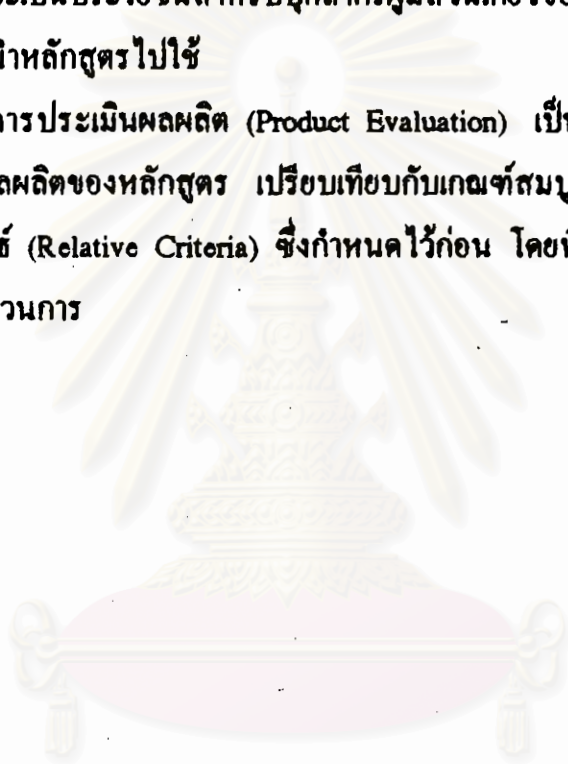 นำหลักสูตรไปใช้
การประเมินผลผลิต (Product Evaluation) เป็น
ลผลิตของหลักสูตร เปรียบเทียบกับเกณฑ์สมบู
ธ์ (Relative Criteria) ซึ่งกำหนดไว้ก่อน โดย
วนการ